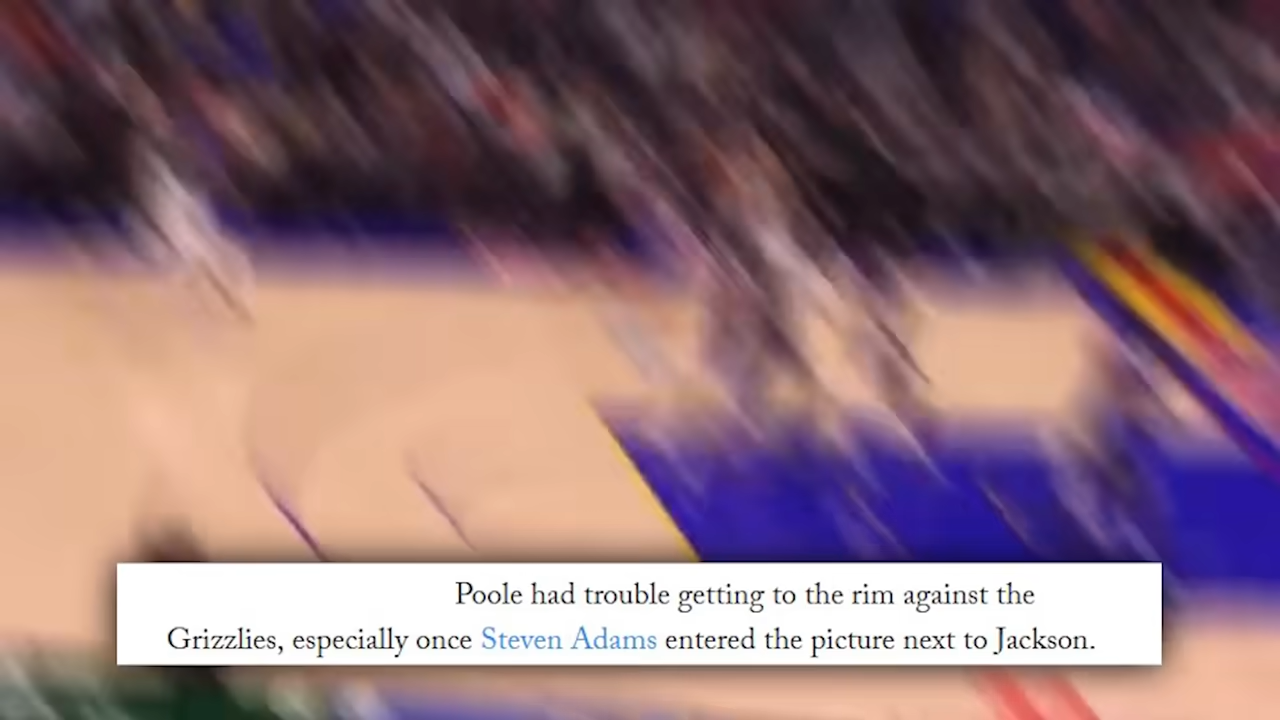 Poole had trouble getting to the rim against the
Grizzlies, especially once Steven Adams entered the picture next to Jackson.